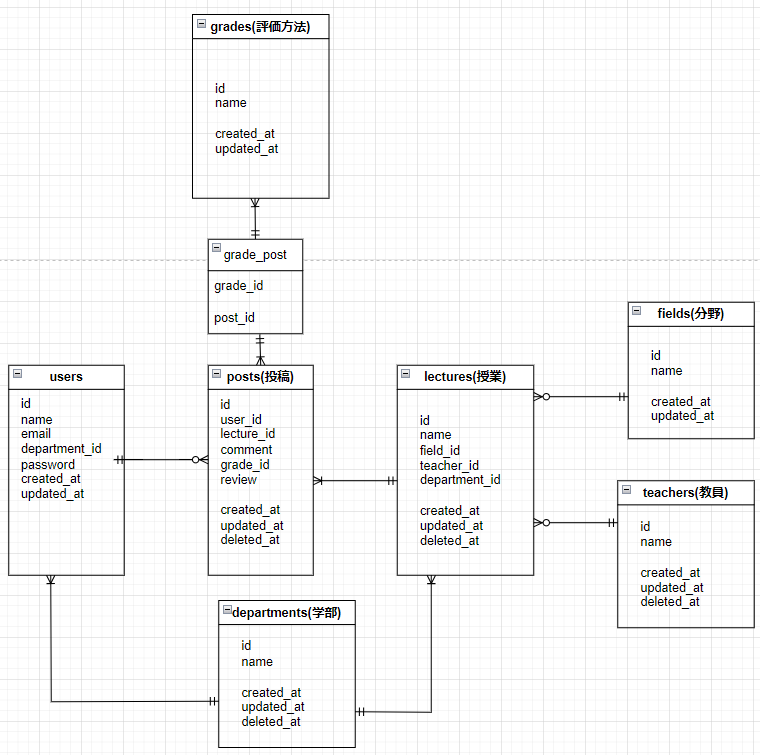 grades(評価方法)
id
name
created_at
updated_at
grade_post
grade_id
post_id
users
id
name
email
department_id
password
created_at
updated_at
posts(投稿)
id
user_id
lecture_id
comment
grade_id
review
created_at
updated_at
deleted_at
lectures(授業)
id
name
field_id
teacher_id
department_id
created_at
updated_at
deleted_at
fields(分野)
id
name
created_at
updated_at
teachers(教員)
id
name
created_at
updated_at
deleted_at
departments(学部)
id
name
created_at
updated_at
deleted_at